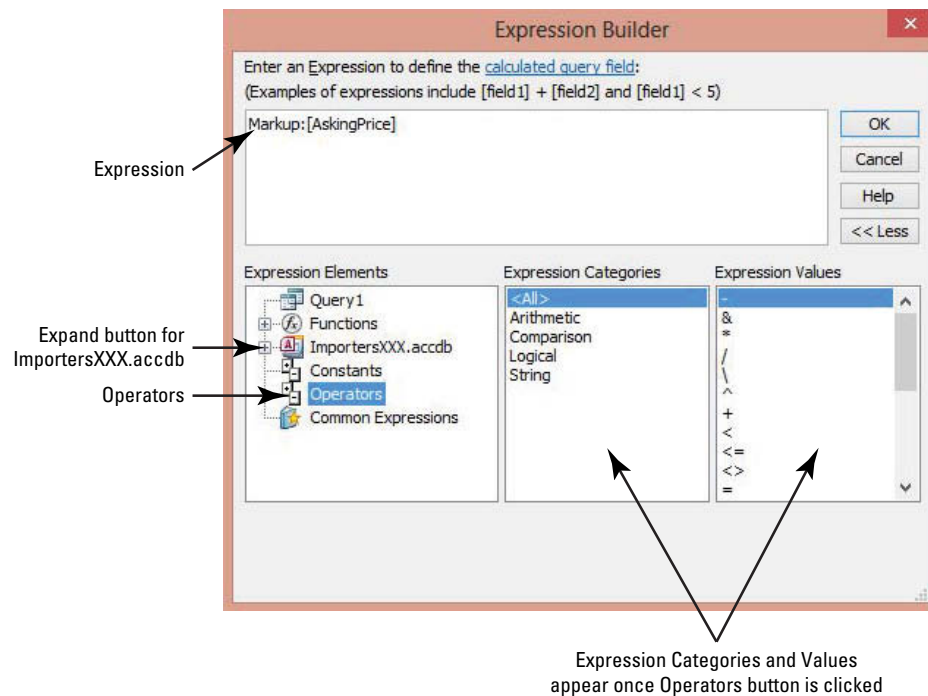 Expression Builder
×
Enter an Expression to define the calculated query field:
(Examples of expressions include [field1] + [field2] and [field1] < 5)
Markup:[AskingPrice]
OK
Cancel
Help
<< Less
Expression
Expression Elements
Query1
Functions
ImportersXXX.accdb
Constants
Operators
Common Expressions
Expression Categories
<All>
Arithmetic
Comparison
Logical
String
Expression Values
-
&
*
/
\
^
+
<
<=
<>
=
Expand button for
ImportersXXX.accdb
Operators
Expression Categories and Values
appear once Operators button is clicked